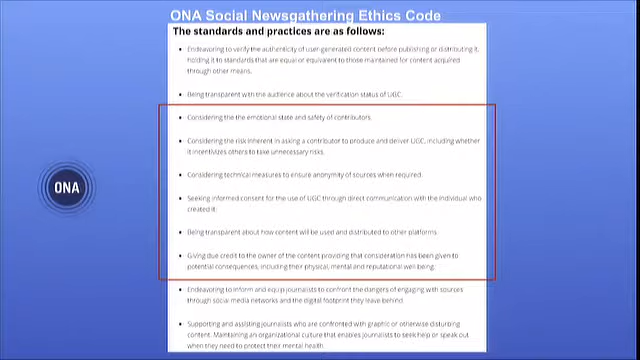 ONA Social Newsgathering Ethics Code
The standards and practices are as follows:
Endeavoring to verify the authenticity of user-generated content before publishing or distributing it,
holding it to standards that are equal or equivalent to those maintained for content acquired
through other means.
Being transparent with the audience about the verification status of UGC.
Considering the the emotional state and safety of contributors.
Considering the risk inherent in asking a contributor to produce and deliver UGC, including whether
it incentivizes others to take unnecessary risks.
Considering technical measures to ensure anonymity of sources when required.
Seeking informed consent for the use of UGC through direct communication with the individual who
created it.
Being transparent about how content will be used and distributed to other platforms.
Giving due credit to the owner of the content providing that consideration has been given to
potential consequences, including their physical, mental and reputational well-being.
Endeavoring to inform and equip journalists to confront the dangers of engaging with sources
through social media networks and the digital footprint they leave behind.
Supporting and assisting journalists who are confronted with graphic or otherwise disturbing
content. Maintaining an organizational culture that enables journalists to seek help or speak out
when they need to protect their mental health.
ONA